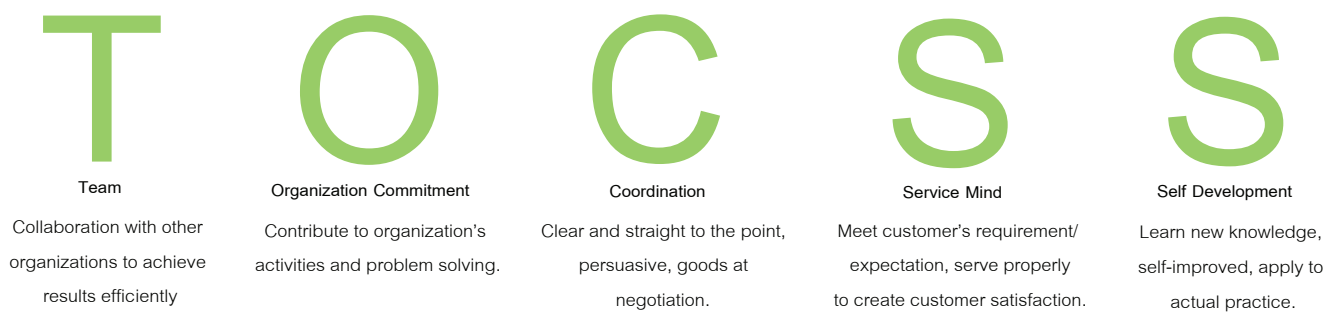 T
Team
Collaboration with other
organizations to achieve
results efficiently
O
Organization Commitment
Contribute to organization's
activities and problem solving.
C
Coordination
Clear and straight to the point,
persuasive, goods at
negotiation.
S
Service Mind
Meet customer's requirement/
expectation, serve properly
to create customer satisfaction.
S
Self Development
Learn new knowledge,
self-improved, apply to
actual practice.